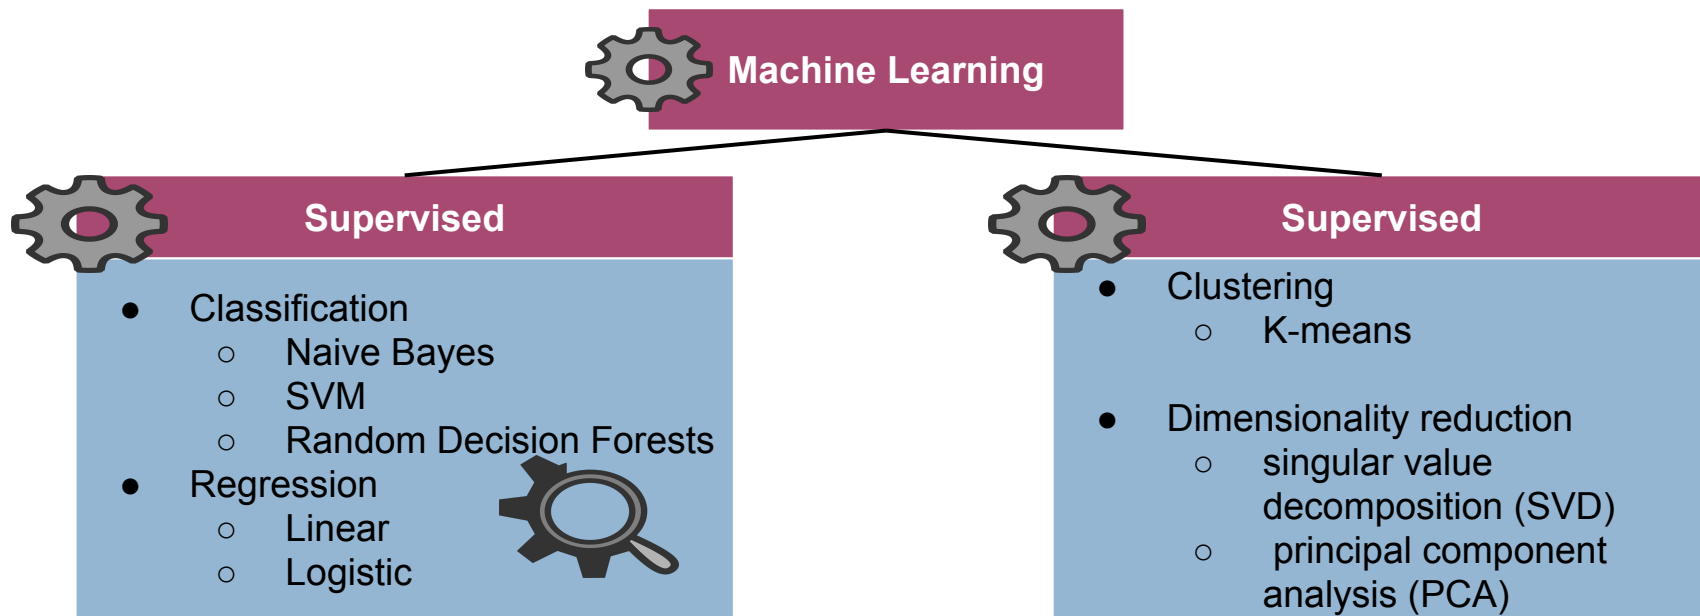 Machine Learning
Supervised
● Classification
○ Naive Bayes
○ SVM
○ Random Decision Forests
● Regression
○ Linear
○ Logistic
Supervised
● Clustering
○ K-means
● Dimensionality reduction
○ singular value
decomposition (SVD)
○ principal component
analysis (PCA)